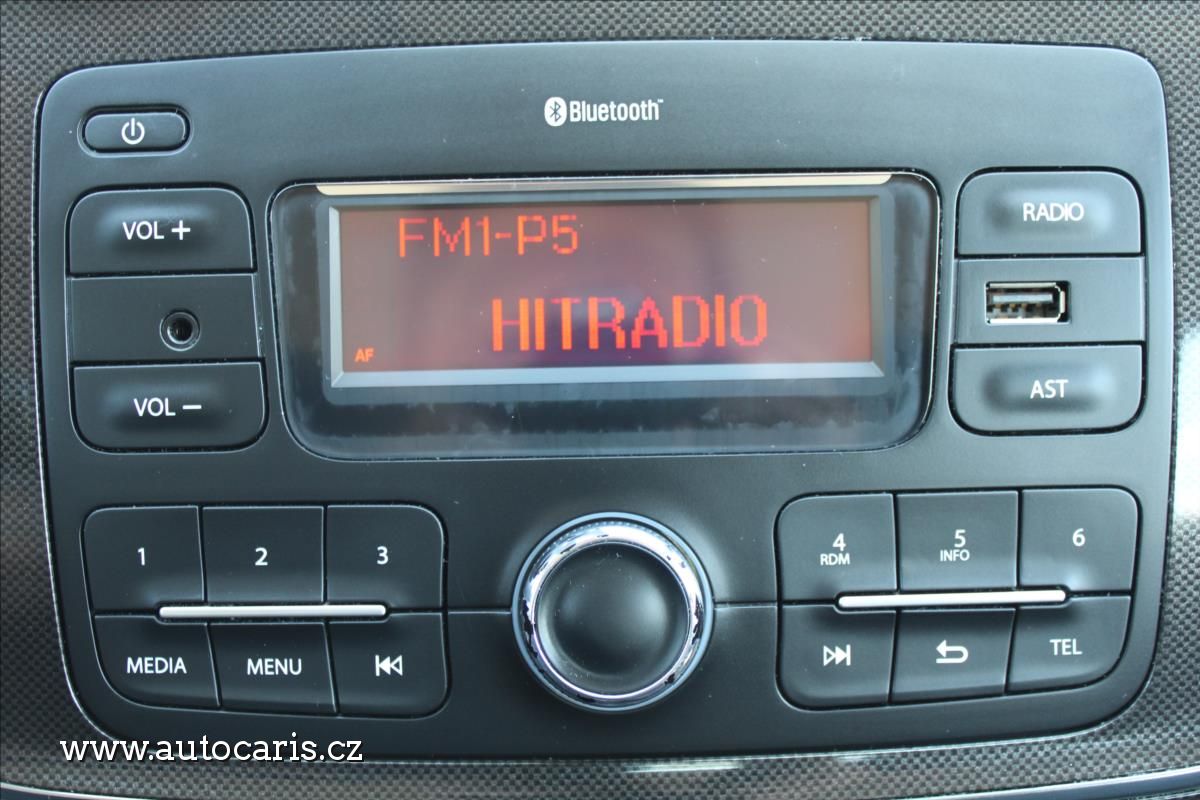 Bluetooth™
VOL +
RADIO
FM1-P5
HITRADIO
AF
VOL −
AST
1
2
3
4
RDM
5
INFO
6
MEDIA
MENU
TEL
www.autocaris.cz